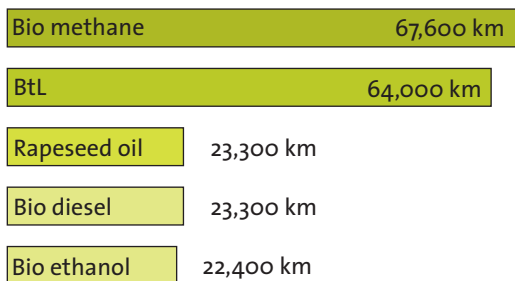 Bio methane 67,600 km
BtL 64,000 km
Rapeseed oil 23,300 km
Bio diesel 23,300 km
Bio ethanol 22,400 km